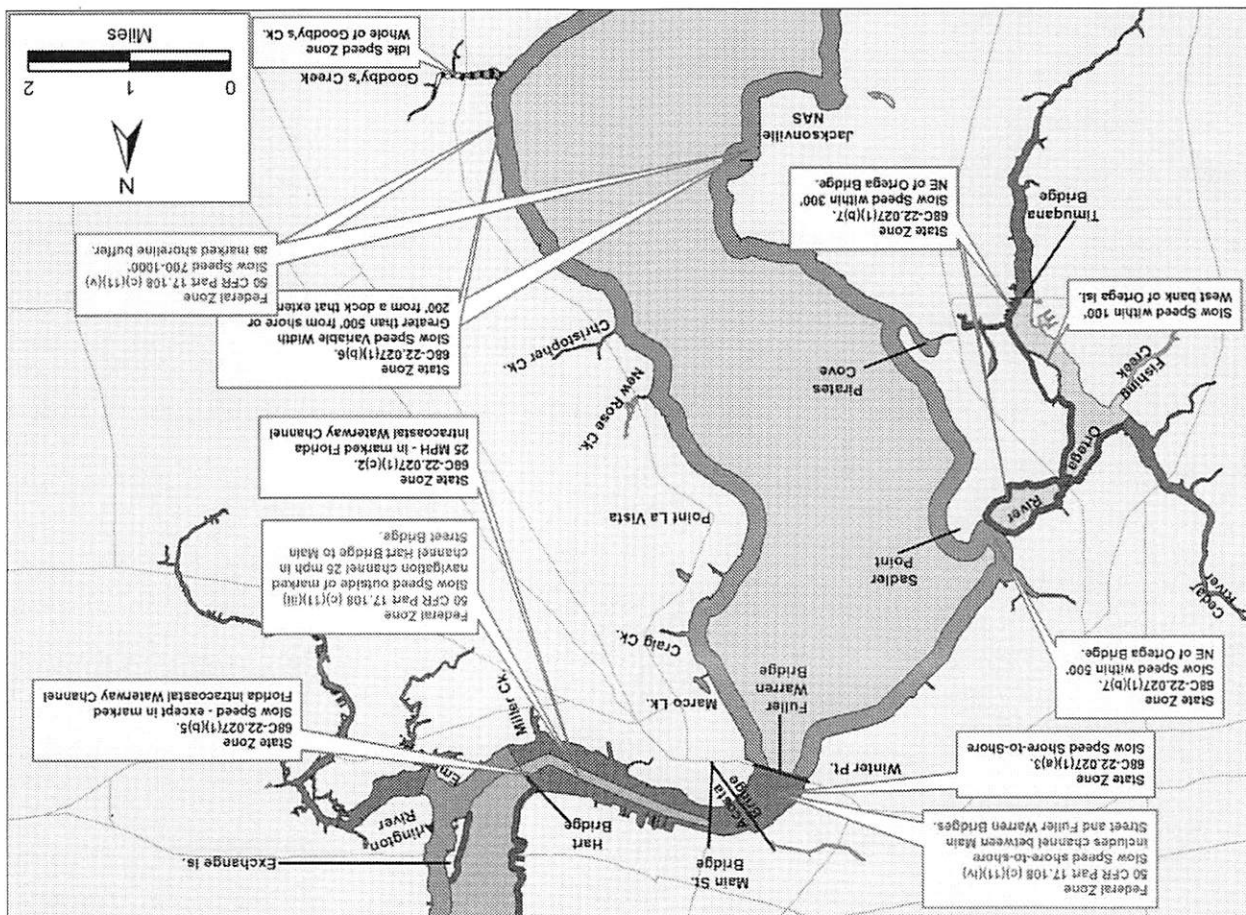 Federal Zone
50 CFR Part 17.108 (c)(11)(iv)
Slow Speed shore-to-shore
includes channel between Main
Street and Fuller Warren Bridges.
State Zone
68C-22.027(1)(a)3.
Slow Speed Shore-to-Shore
Main St.
Bridge
Acosta
Bridge
Hart
Bridge
Exchange Is.
Arlington
River
Em
State Zone
68C-22.027(1)(b)5.
Slow Speed - except in marked
Florida Intracoastal Waterway Channel
Winter Pt.
Fuller
Warren
Bridge
Marco Lk.
Miller Ck.
State Zone
68C-22.027(1)(b)7.
Slow Speed within 500'
NE of Ortega Bridge.
Craig Ck.
Federal Zone
50 CFR Part 17.108 (c)(11)(iii)
Slow Speed outside of marked
navigation channel 25 mph in
channel Hart Bridge to Main
Street Bridge.
Cedar
River
Sadler
Point
Point La Vista
River
Ortega
State Zone
68C-22.027(1)(c)2.
25 MPH - in marked Florida
Intracoastal Waterway Channel
Fishing
Creek
Pirates
Cove
New Rose Ck.
Christopher Ck.
Slow Speed within 100'
West bank of Ortega Isl.
State Zone
68C-22.027(1)(b)6.
Slow Speed Variable Width
Greater than 500' from shore or
200' from a dock that exten
Timuqana
Bridge
State Zone
68C-22.027(1)(b)7.
Slow Speed within 300'
NE of Ortega Bridge.
Federal Zone
50 CFR Part 17.108 (c)(11)(v)
Slow Speed 700-1000'
as marked shoreline buffer.
Jacksonville
NAS
Goodby's Creek
Idle Speed Zone
Whole of Goodby's Ck.
N
0 1 2
Miles